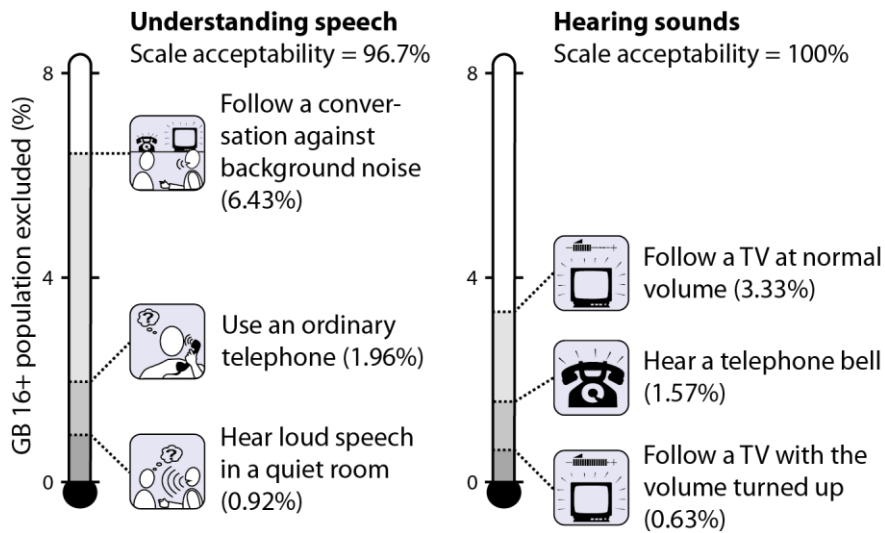 Understanding speech
Scale acceptability = 96.7%
GB 16+ population excluded (%)
8
4
0
Follow a conver-
sation against
background noise
(6.43%)
?
Use an ordinary
telephone (1.96%)
?
Hear loud speech
in a quiet room
(0.92%)
Hearing sounds
Scale acceptability = 100%
8
4
0
Follow a TV at normal
volume (3.33%)
Hear a telephone bell
(1.57%)
Follow a TV with the
volume turned up
(0.63%)